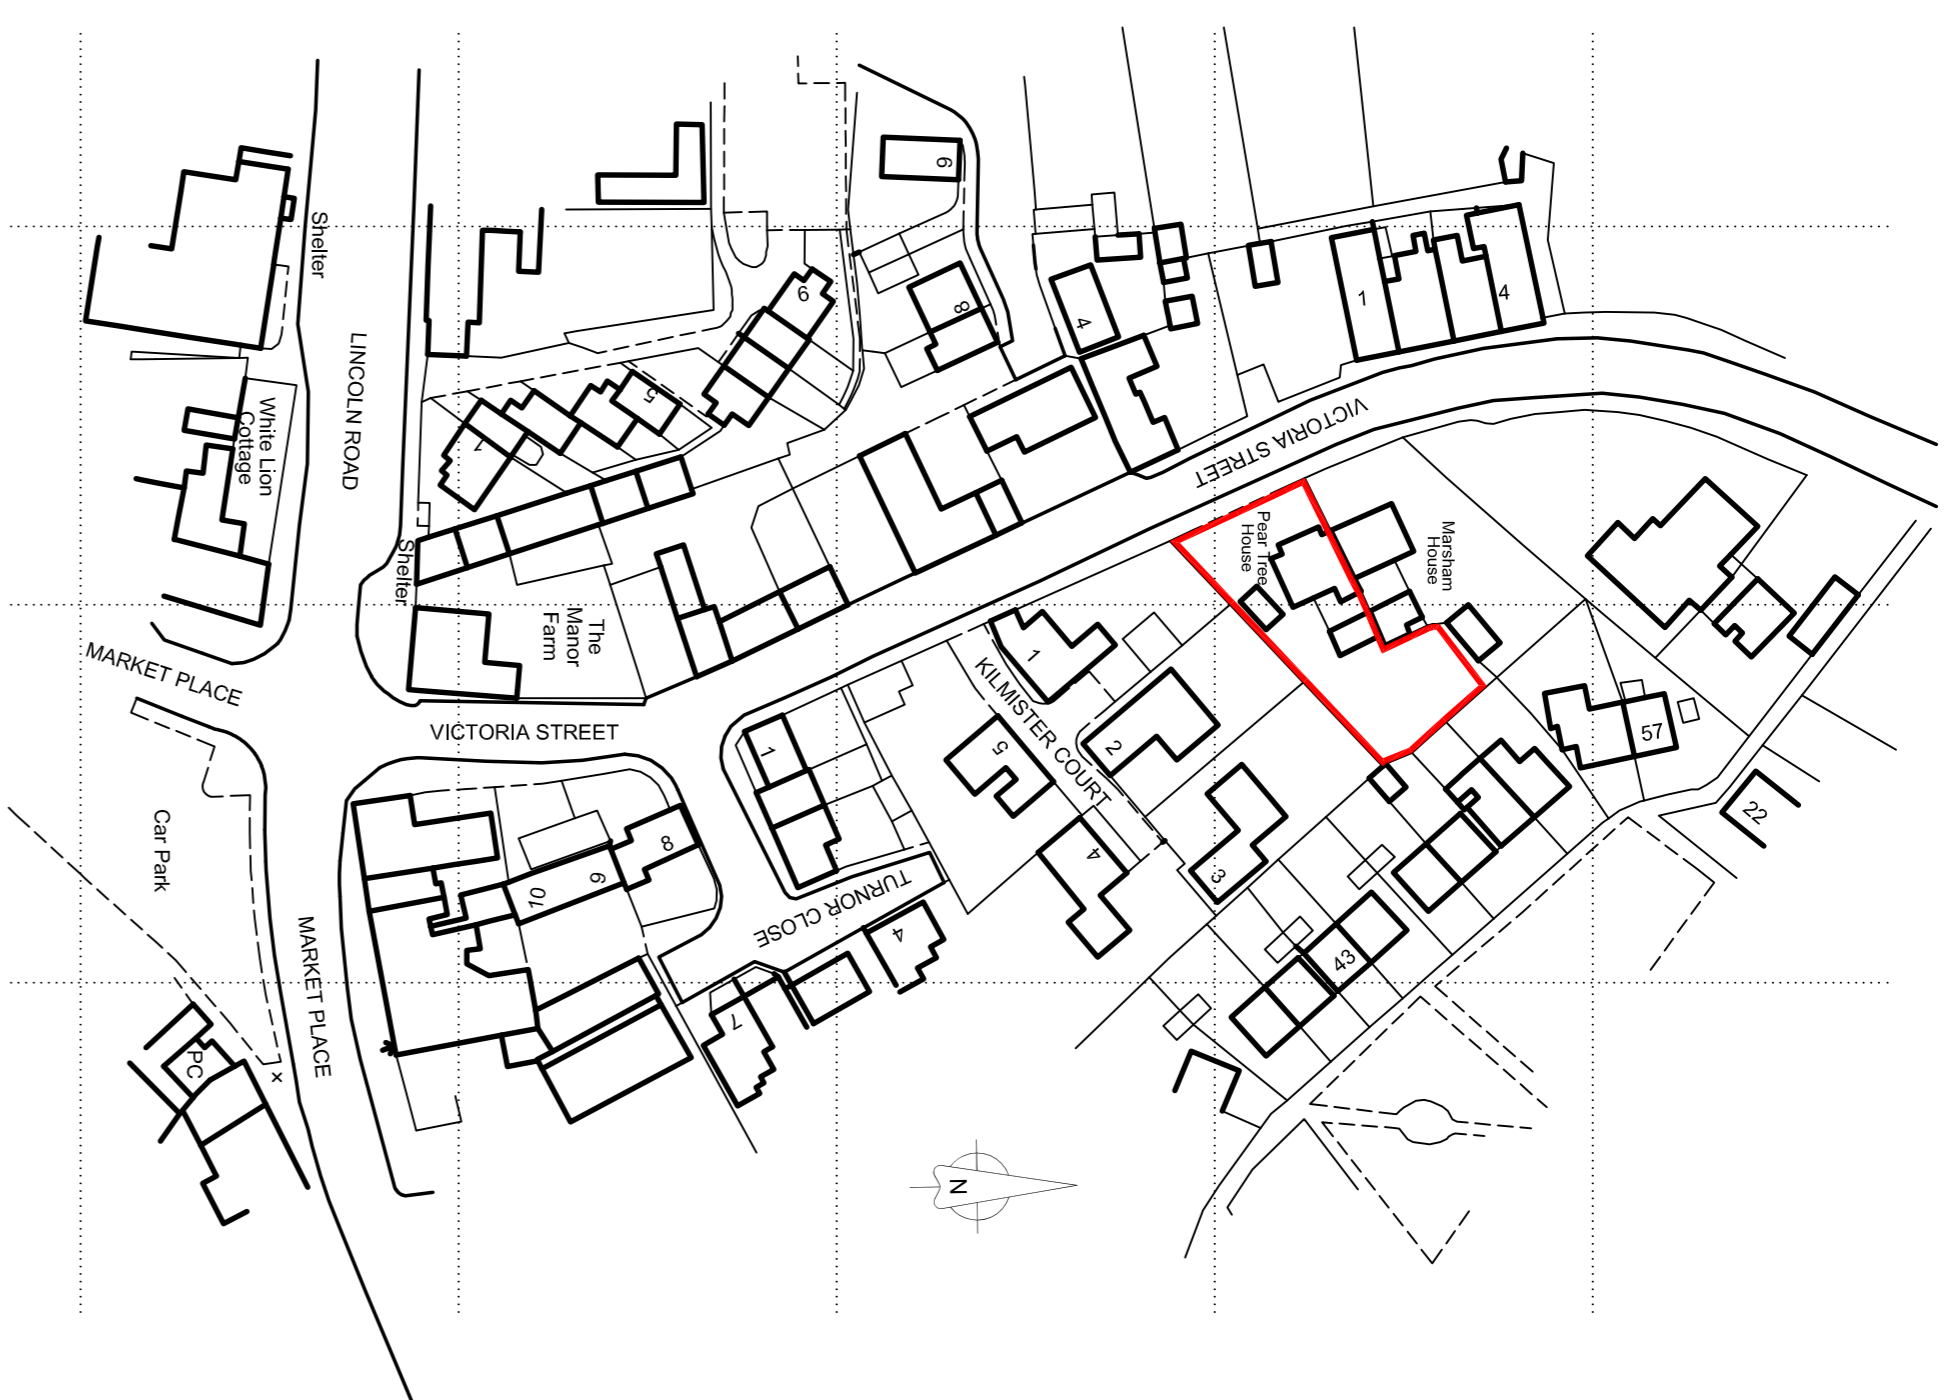 Shelter
LINCOLN ROAD
White Lion
Cottage
Shelter
MARKET PLACE
The
Manor
Farm
VICTORIA STREET
VICTORIA STREET
Pear Tree
House
Marsham
House
KILMISTER COURT
TURNOR CLOSE
Car Park
MARKET PLACE
PC
N
9
8
4
1
4
9
5
1
1
2
5
4
3
57
22
43
1
8
9
10
4
7